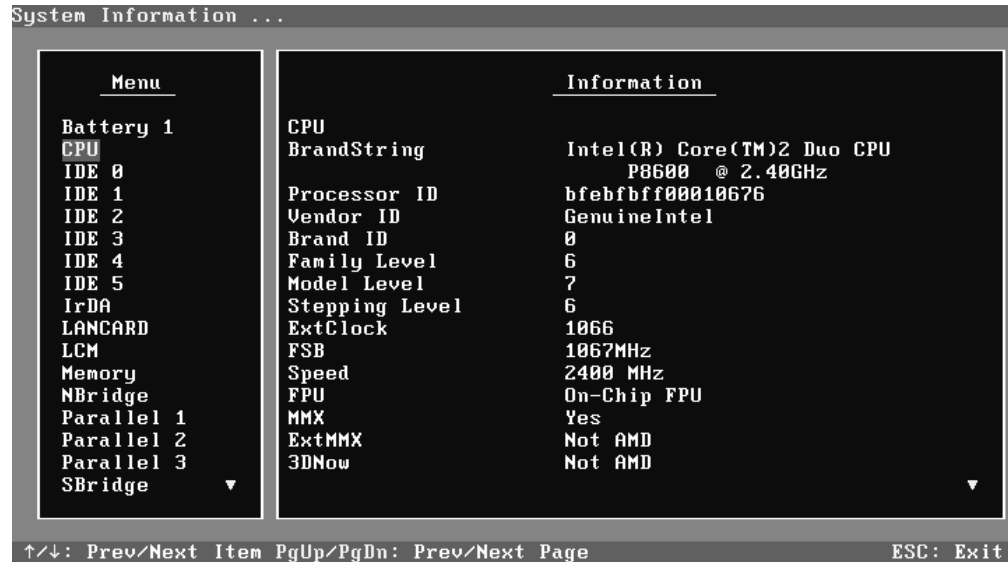 System Information ...
Menu
Battery 1
CPU
IDE 0
IDE 1
IDE 2
IDE 3
IDE 4
IDE 5
IrDA
LANCARD
LCM
Memory
NBridge
Parallel 1
Parallel 2
Parallel 3
SBridge ▼
Information
CPU
BrandString Intel(R) Core(TM)2 Duo CPU
P8600 @ 2.40GHz
Processor ID bfebfbff00010676
Vendor ID GenuineIntel
Brand ID 0
Family Level 6
Model Level 7
Stepping Level 6
ExtClock 1066
FSB 1067MHz
Speed 2400 MHz
FPU On-Chip FPU
MMX Yes
ExtMMX Not AMD
3DNow Not AMD
▼
↑/↓: Prev/Next Item PgUp/PgDn: Prev/Next Page ESC: Exit